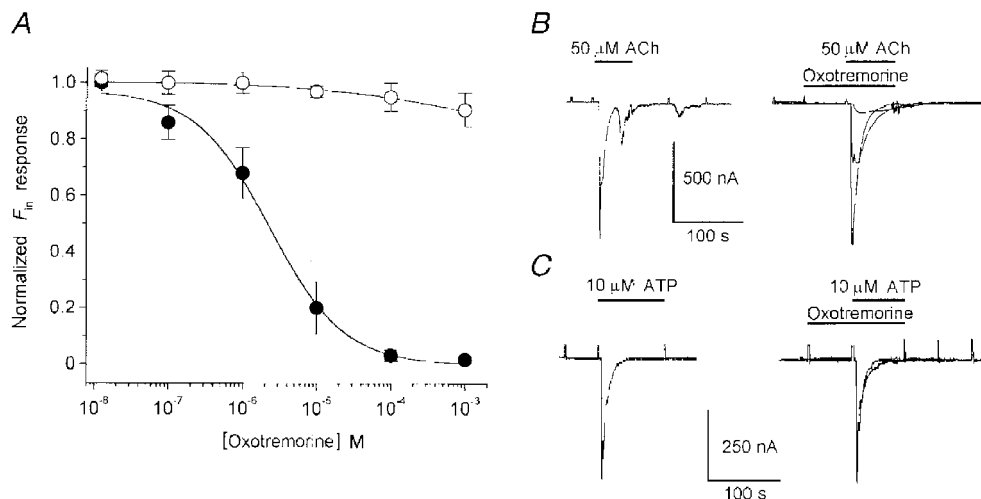 A
Normalized F_in response
1.0
0.8
0.6
0.4
0.2
0
10⁻⁸
10⁻⁷
10⁻⁶
10⁻⁵
10⁻⁴
10⁻³
[Oxotremorine] M
B
50 µM ACh
50 µM ACh
Oxotremorine
500 nA
100 s
C
10 µM ATP
10 µM ATP
Oxotremorine
250 nA
100 s